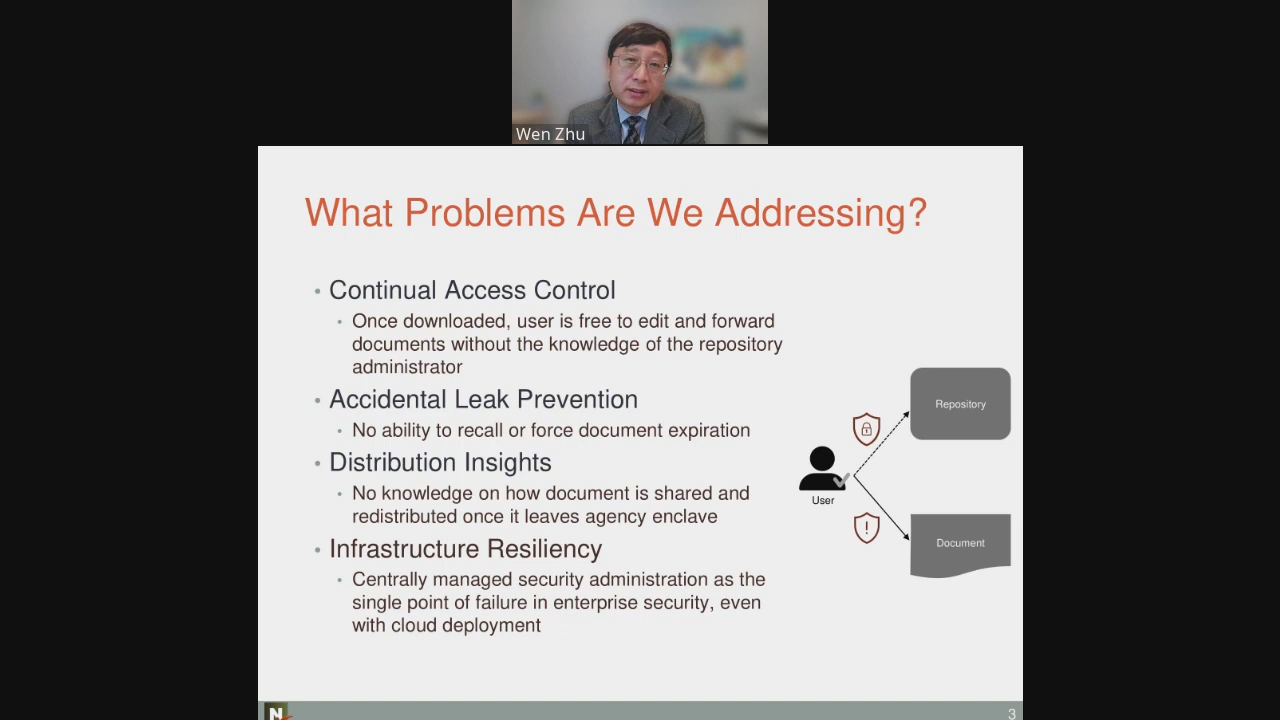 Wen Zhu
What Problems Are We Addressing?
• Continual Access Control
• Once downloaded, user is free to edit and forward
documents without the knowledge of the repository
administrator
• Accidental Leak Prevention
• No ability to recall or force document expiration
• Distribution Insights
• No knowledge on how document is shared and
redistributed once it leaves agency enclave
• Infrastructure Resiliency
• Centrally managed security administration as the
single point of failure in enterprise security, even
with cloud deployment
Repository
User
Document
N
3